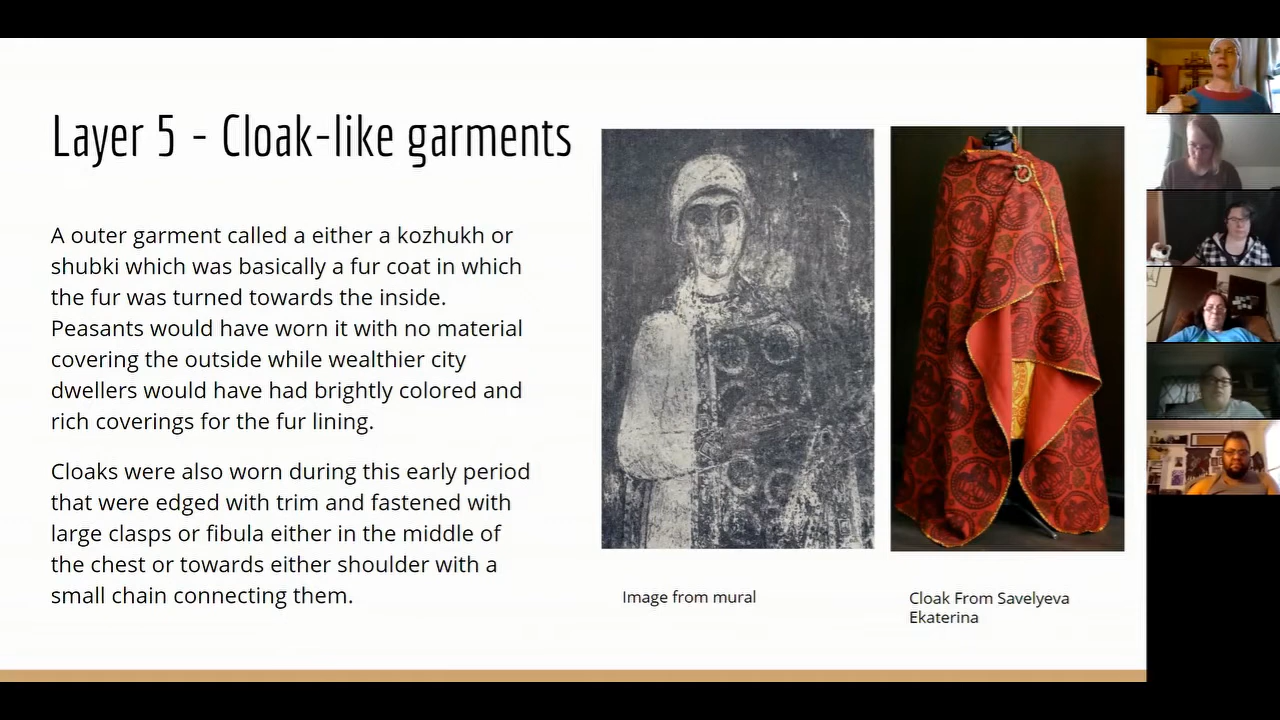 Layer 5 - Cloak-like garments
A outer garment called a either a kozhukh or
shubki which was basically a fur coat in which
the fur was turned towards the inside.
Peasants would have worn it with no material
covering the outside while wealthier city
dwellers would have had brightly colored and
rich coverings for the fur lining.
Cloaks were also worn during this early period
that were edged with trim and fastened with
large clasps or fibula either in the middle of
the chest or towards either shoulder with a
small chain connecting them.
Image from mural
Cloak From Savelyeva
Ekaterina